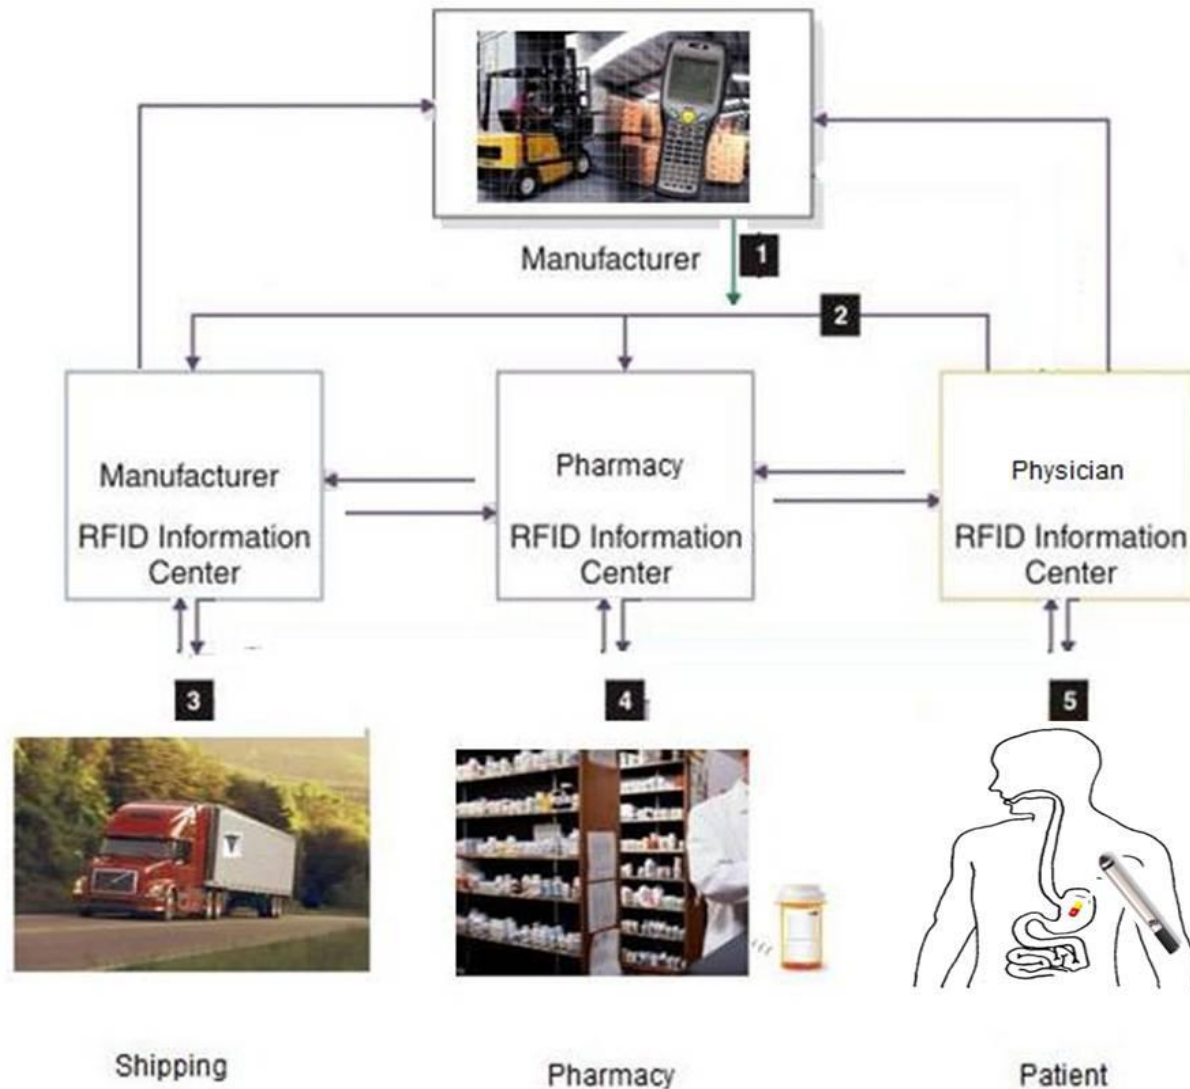 Manufacturer
1
2
Manufacturer
RFID Information
Center
Pharmacy
RFID Information
Center
Physician
RFID Information
Center
3
4
5
Shipping
Pharmacy
Patient